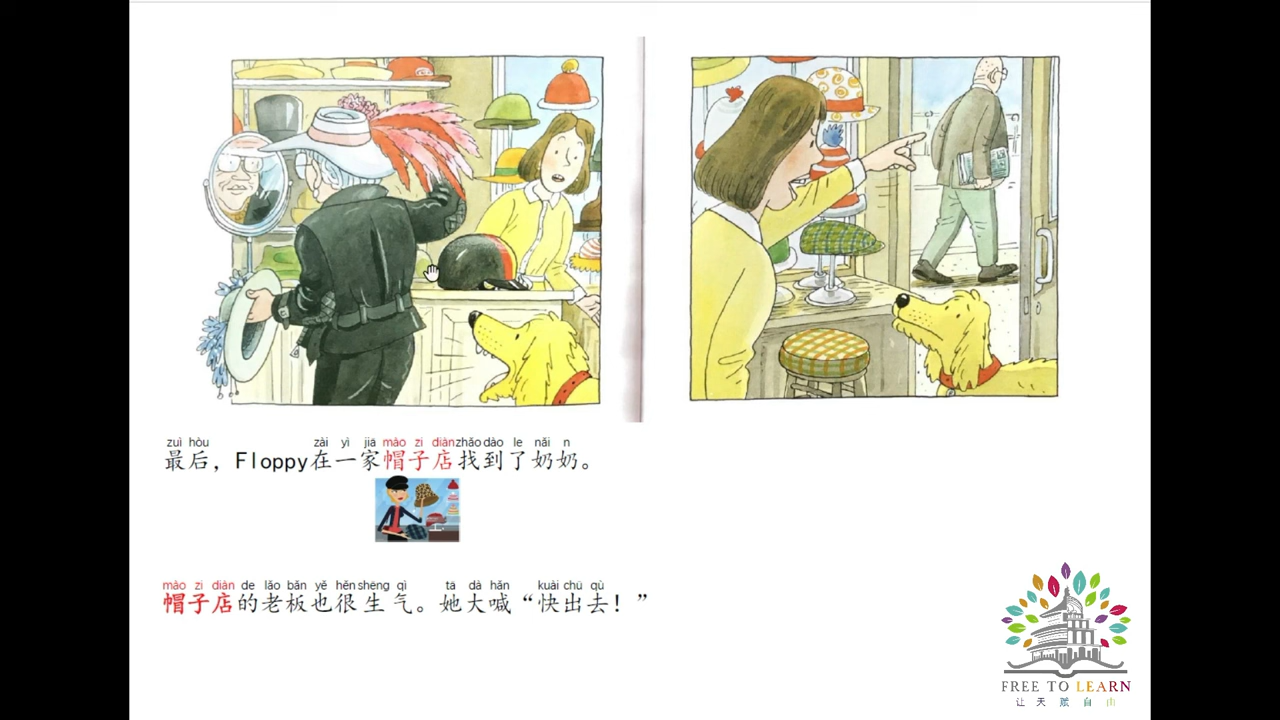 zuì hòu zài yì jiā mào zi diàn zhǎo dào le nǎi n
最后，Floppy在一家帽子店找到了奶奶。
mào zi diàn de lǎo bǎn yě hěn shēng qì tā dà hǎn kuài chū qù
帽子店的老板也很生气。她大喊“快出去！”
FREE TO LEARN
让天赋自由